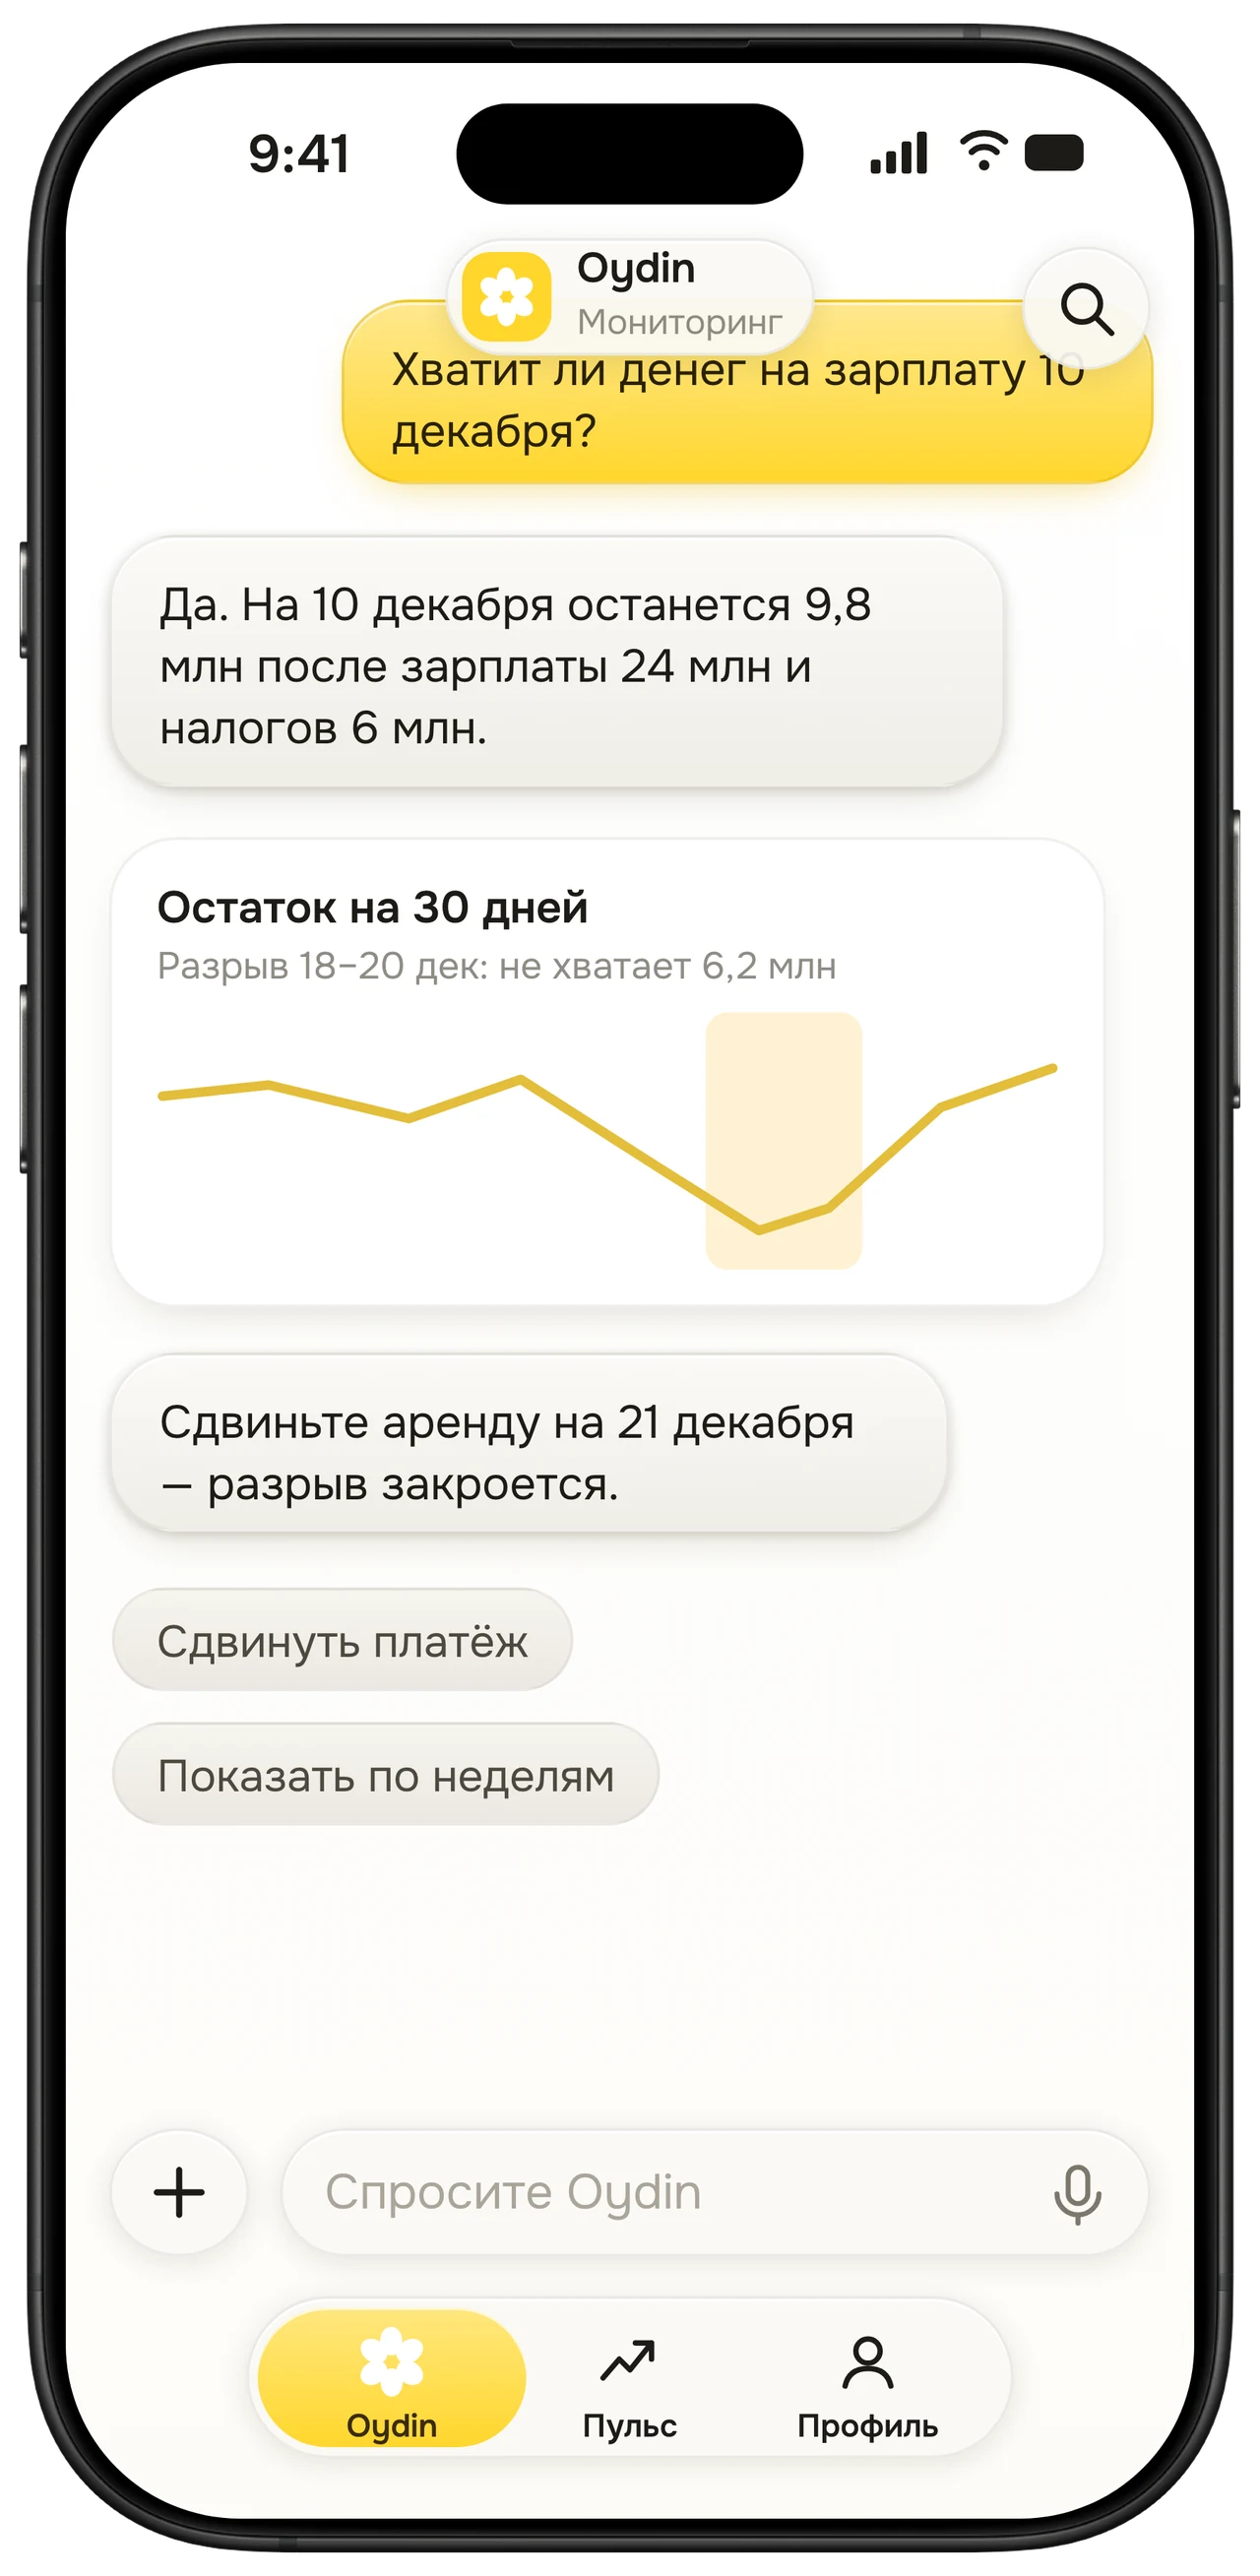 9:41
Oydin
Мониторинг
Хватит ли денег на зарплату 10
декабря?
Да. На 10 декабря останется 9,8
млн после зарплаты 24 млн и
налогов 6 млн.
Остаток на 30 дней
Разрыв 18–20 дек: не хватает 6,2 млн
Сдвиньте аренду на 21 декабря
— разрыв закроется.
Сдвинуть платёж
Показать по неделям
Спросите Oydin
Oydin
Пульс
Профиль